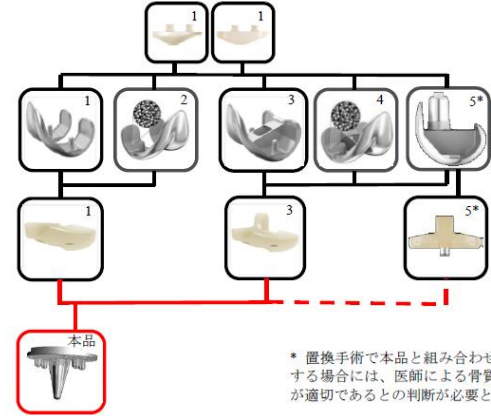 1
1
1
2
3
4
5*
1
3
5*
本品
* 置換手術で本品と組み合わせ
する場合には、医師による骨質
が適切であるとの判断が必要と